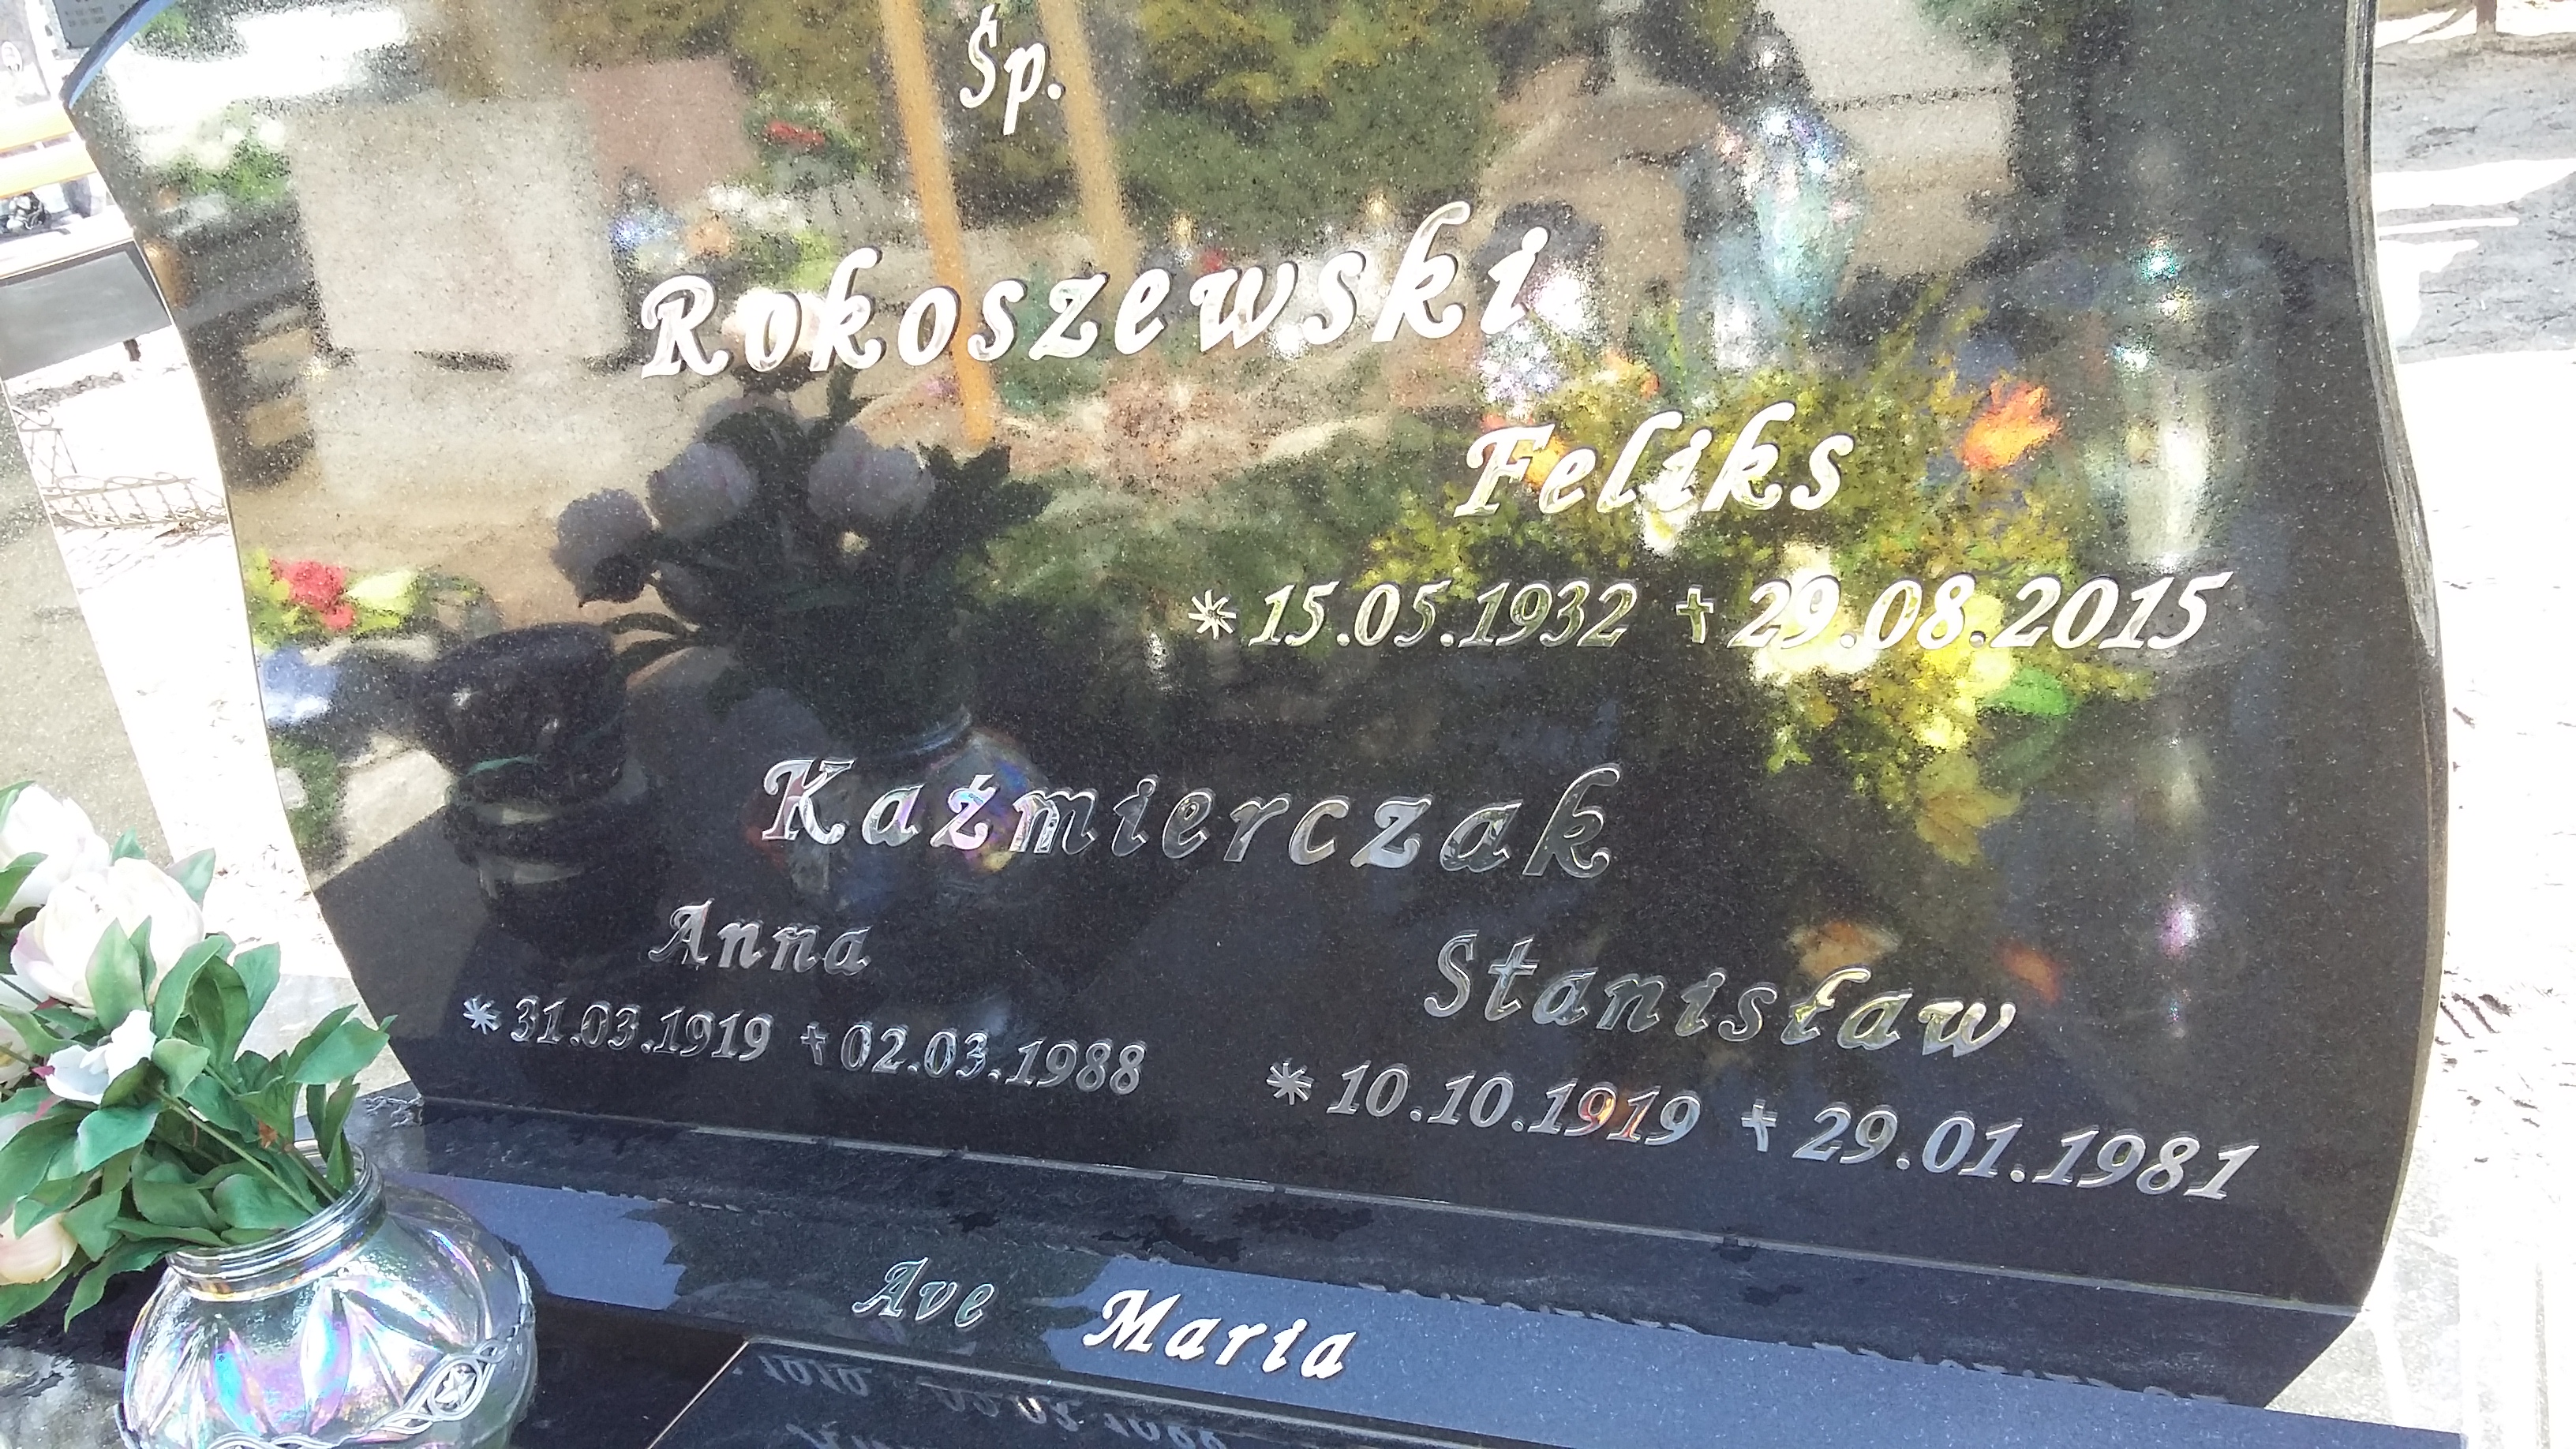 Śp.
Rokoszewski
Feliks
* 15.05.1932 † 29.08.2015
Kaźmierczak
Anna
* 31.03.1919 † 02.03.1988
Stanisław
* 10.10.1919 † 29.01.1981
Ave Maria